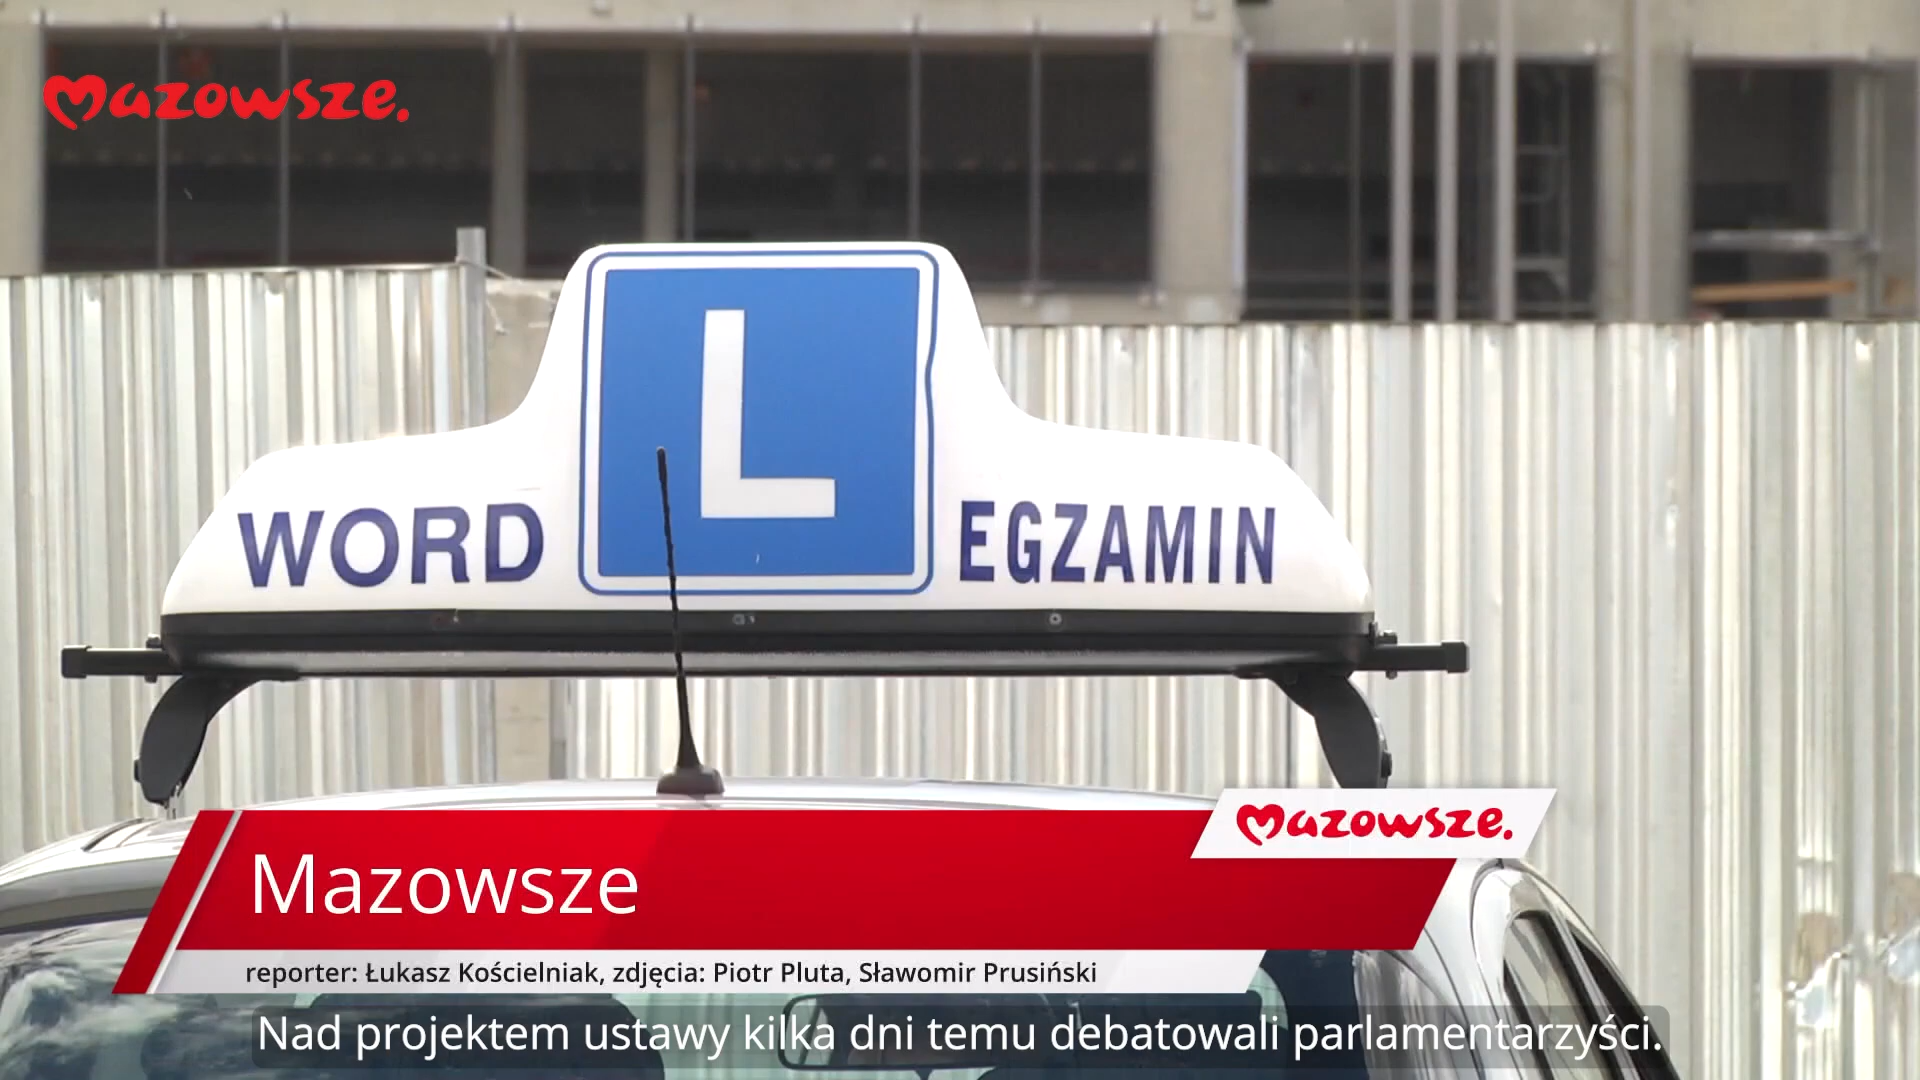 Mazowsze.
L
WORD EGZAMIN
Mazowsze.
Mazowsze
reporter: Łukasz Kościelniak, zdjęcia: Piotr Pluta, Sławomir Prusiński
Nad projektem ustawy kilka dni temu debatowali parlamentarzyści.